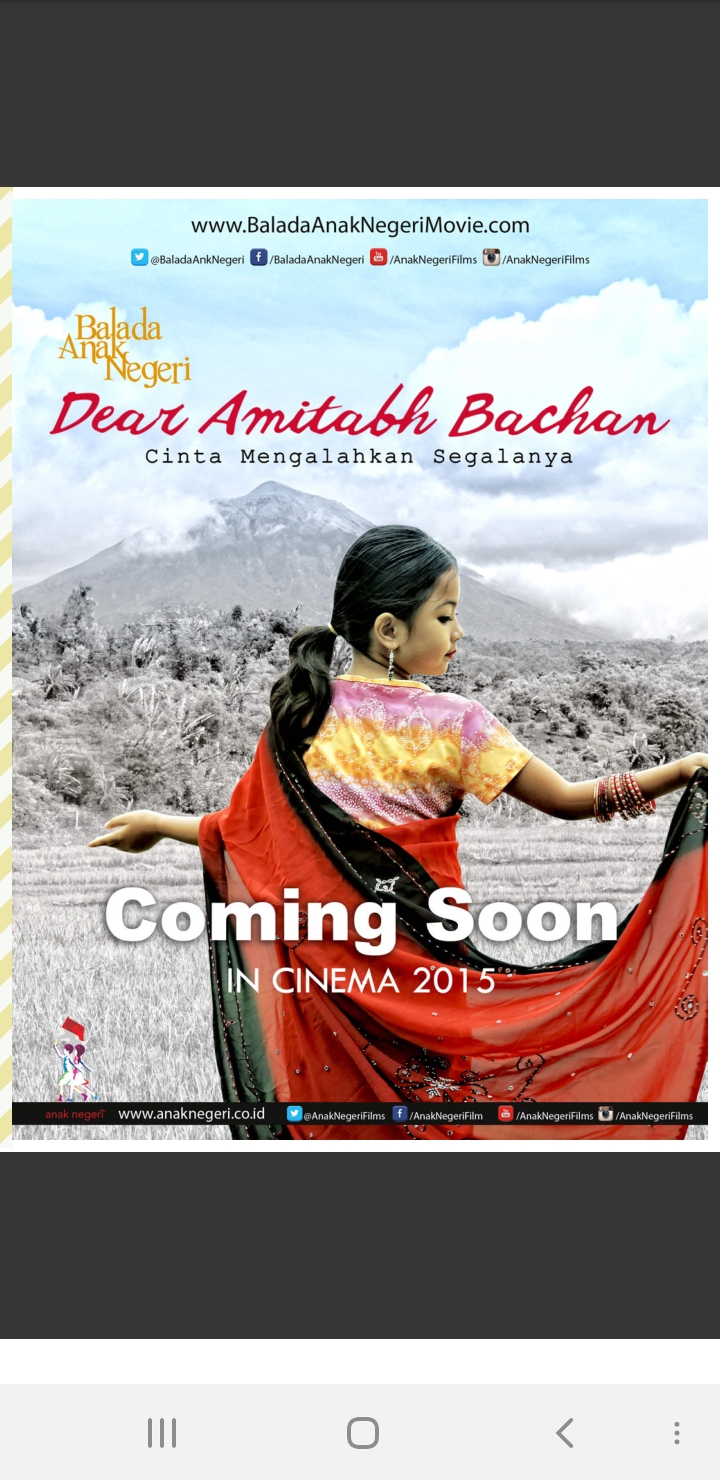 www.BaladaAnakNegeriMovie.com
@BaladaAnkNegeri /BaladaAnakNegeri /AnakNegeriFilms /AnakNegeriFilms
Balada
Anak
Negeri
Dear Amitabh Bachan
Cinta Mengalahkan Segalanya
Coming Soon
IN CINEMA 2015
anak negeri www.anaknegeri.co.id @AnakNegeriFilms /AnakNegeriFilm /AnakNegeriFilms /AnakNegeriFilms